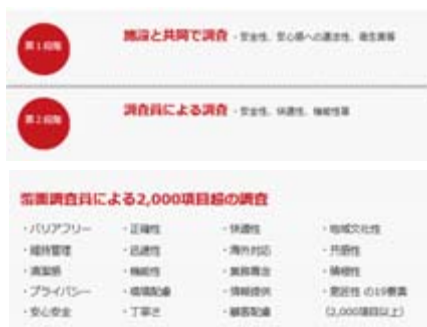 第1段階
施設と共同で調査・安全性、安心感への適合性、衛生面等
第2段階
調査員による調査・安全性、快適性、機能性等
覆面調査員による2,000項目超の調査
・バリアフリー ・正確性 ・快適性 ・地域文化性
・維持管理 ・迅速性 ・海外対応 ・共感性
・清潔感 ・機能性 ・業務専念 ・積極性
・プライバシー ・環境配慮 ・情報提供 ・意匠性 の19要素
・安心安全 ・丁寧さ ・顧客配慮 (2,000項目以上)